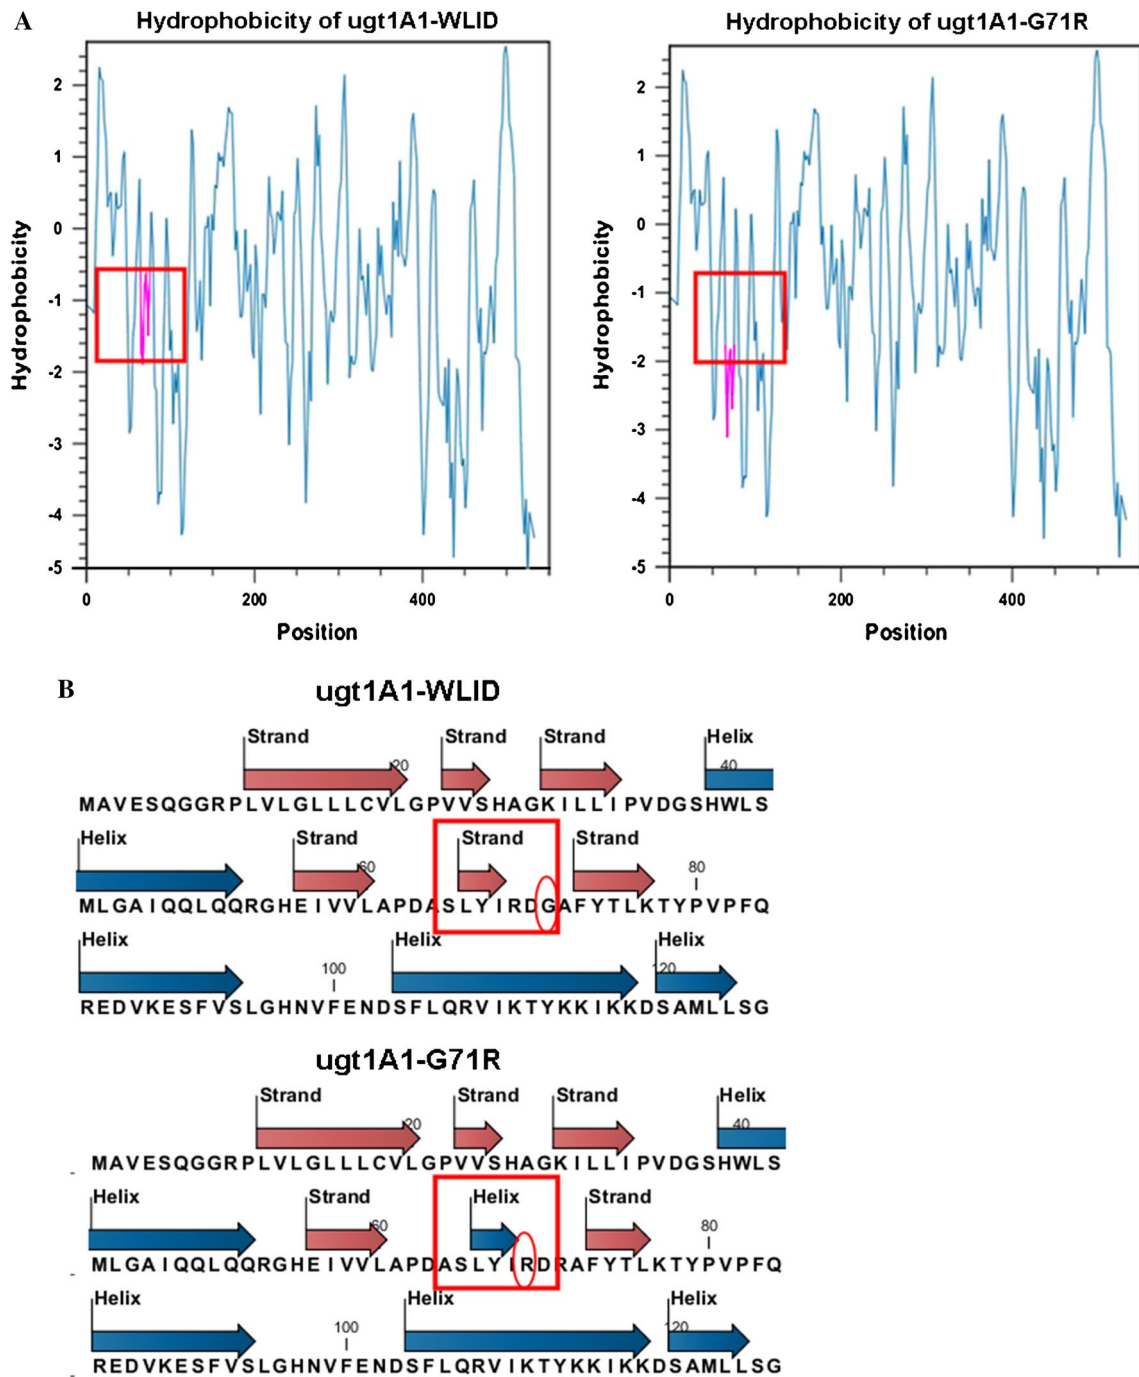 A
Hydrophobicity of ugt1A1-WLID
Hydrophobicity
2
1
0
-1
-2
-3
-4
-5
0
200
400
Position
Hydrophobicity of ugt1A1-G71R
Hydrophobicity
2
1
0
-1
-2
-3
-4
-5
0
200
400
Position
B
ugt1A1-WLID
Strand Strand Strand Helix
20 40
MAVESQGGRPLVLGLLLCVLGPVVSHAGKILLIPVDGSHWLS
Helix Strand Strand Strand
60 80
MLGAIQQLQQRGHEIVVLAPDASLYIRDGAFYTLKTYPVPFQ
Helix Helix Helix
100 120
REDVKESFVSLGHNVFENDSFLQRVIKTYKKIKKDSAMLLSG
ugt1A1-G71R
Strand Strand Strand Helix
20 40
MAVESQGGRPLVLGLLLCVLGPVVSHAGKILLIPVDGSHWLS
Helix Strand Helix Strand
60 80
MLGAIQQLQQRGHEIVVLAPDASLYIRDRAFYTLKTYPVPFQ
Helix Helix Helix
100 120
REDVKESFVSLGHNVFENDSFLQRVIKTYKKIKKDSAMLLSG